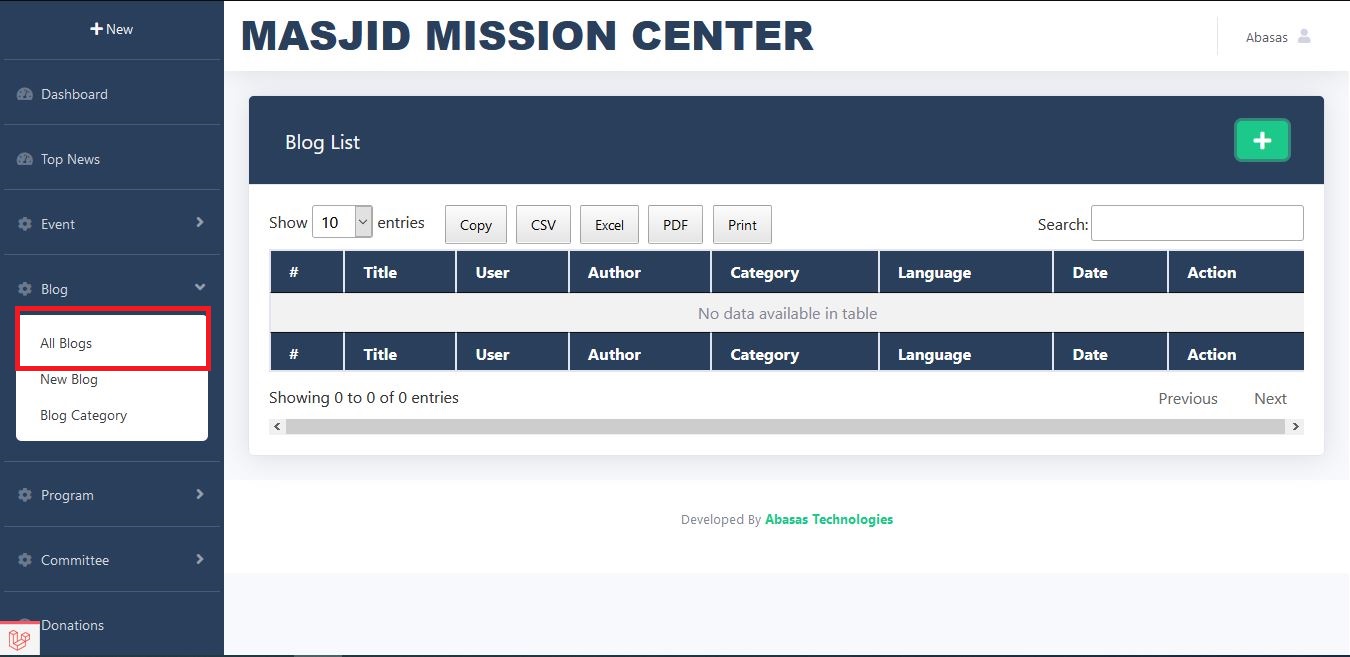 New
MASJID MISSION CENTER
Abasas
Dashboard
Top News
Event
Blog
All Blogs
New Blog
Blog Category
Program
Committee
Donations
Blog List
Show 10 entries Copy CSV Excel PDF Print Search:
# Title User Author Category Language Date Action
No data available in table
# Title User Author Category Language Date Action
Showing 0 to 0 of 0 entries Previous Next
Developed By Abasas Technologies